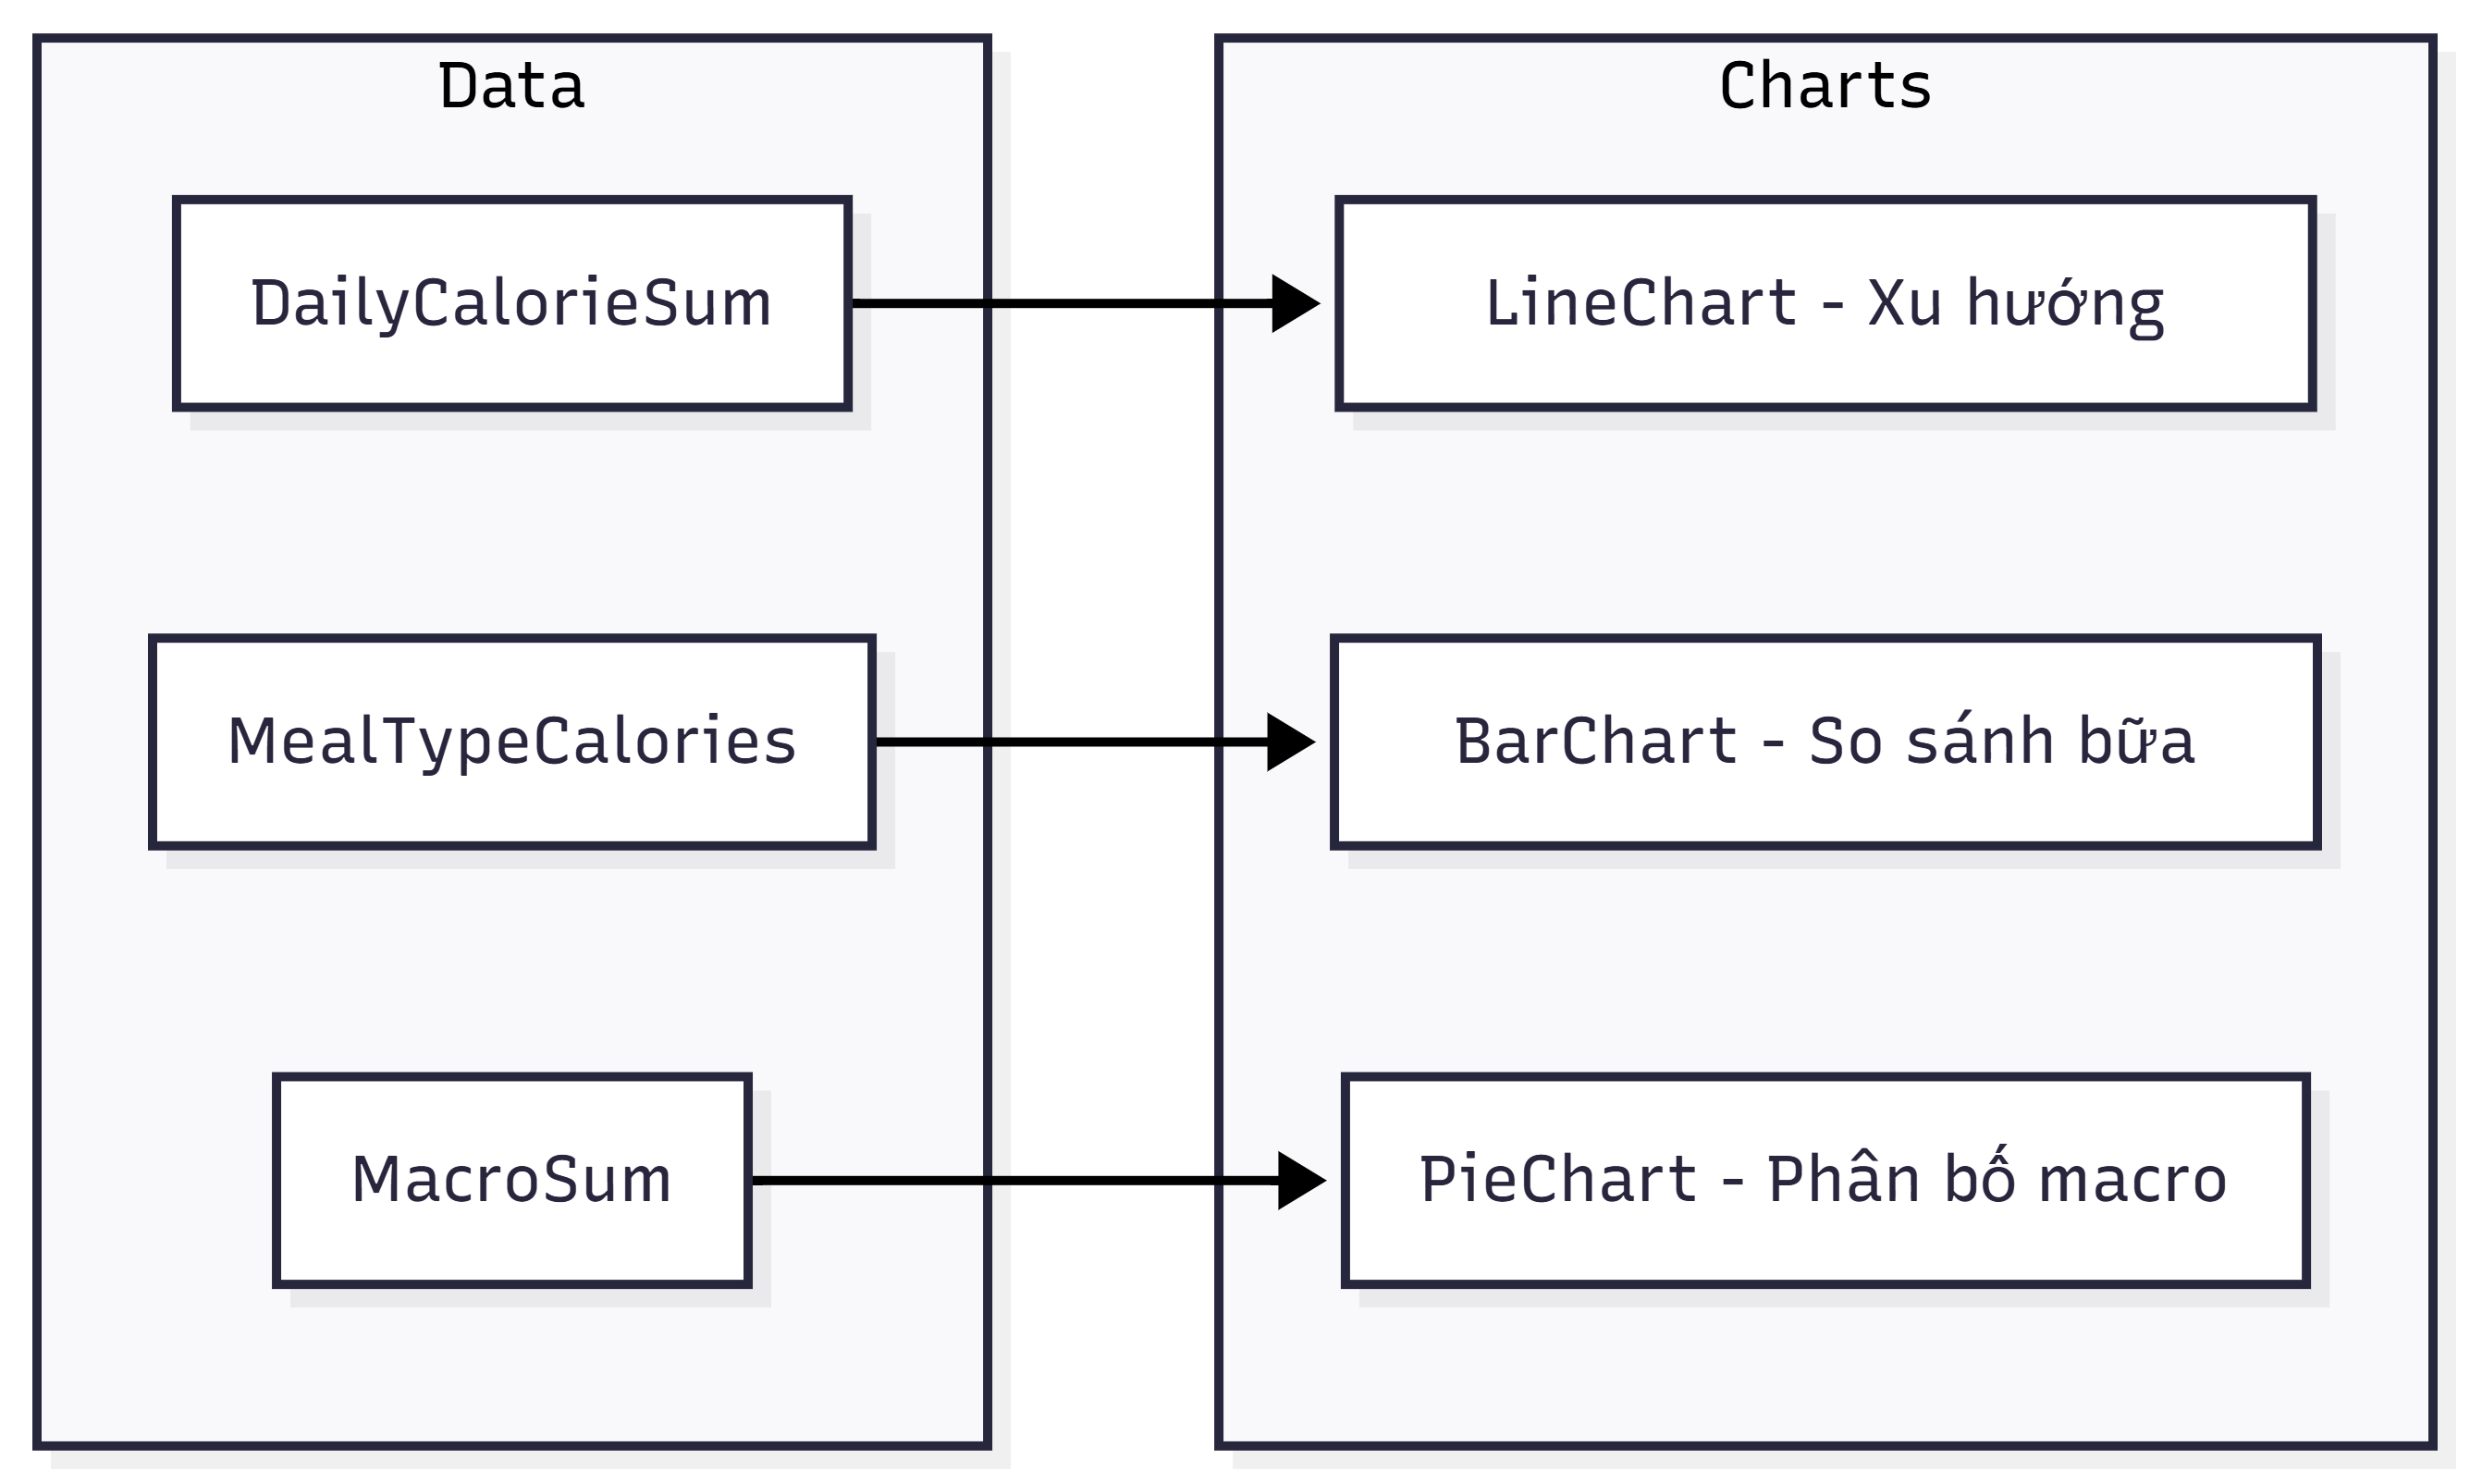 Data
DailyCalorieSum
MealTypeCalories
MacroSum
Charts
LineChart - Xu hướng
BarChart - So sánh bữa
PieChart - Phân bố macro